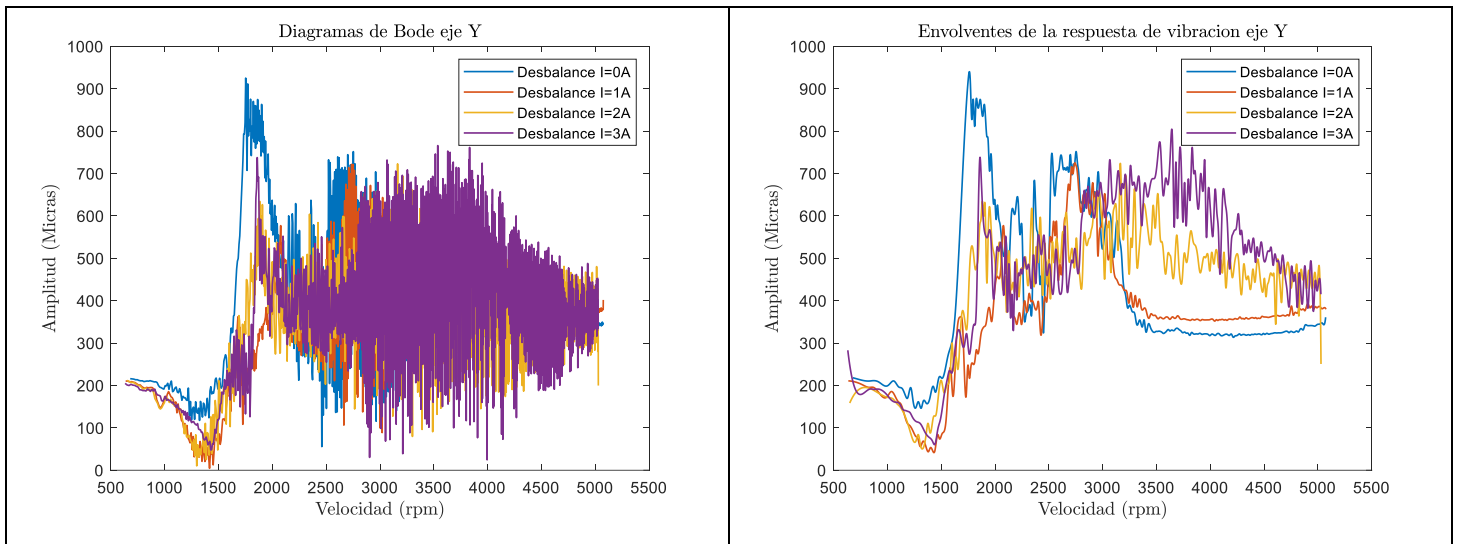 Diagramas de Bode eje Y
1000
900
800
700
600
500
400
300
200
100
0
Amplitud (Micras)
Desbalance I=0A
Desbalance I=1A
Desbalance I=2A
Desbalance I=3A
500 1000 1500 2000 2500 3000 3500 4000 4500 5000 5500
Velocidad (rpm)
Envolventes de la respuesta de vibracion eje Y
1000
900
800
700
600
500
400
300
200
100
0
Amplitud (Micras)
Desbalance I=0A
Desbalance I=1A
Desbalance I=2A
Desbalance I=3A
500 1000 1500 2000 2500 3000 3500 4000 4500 5000 5500
Velocidad (rpm)